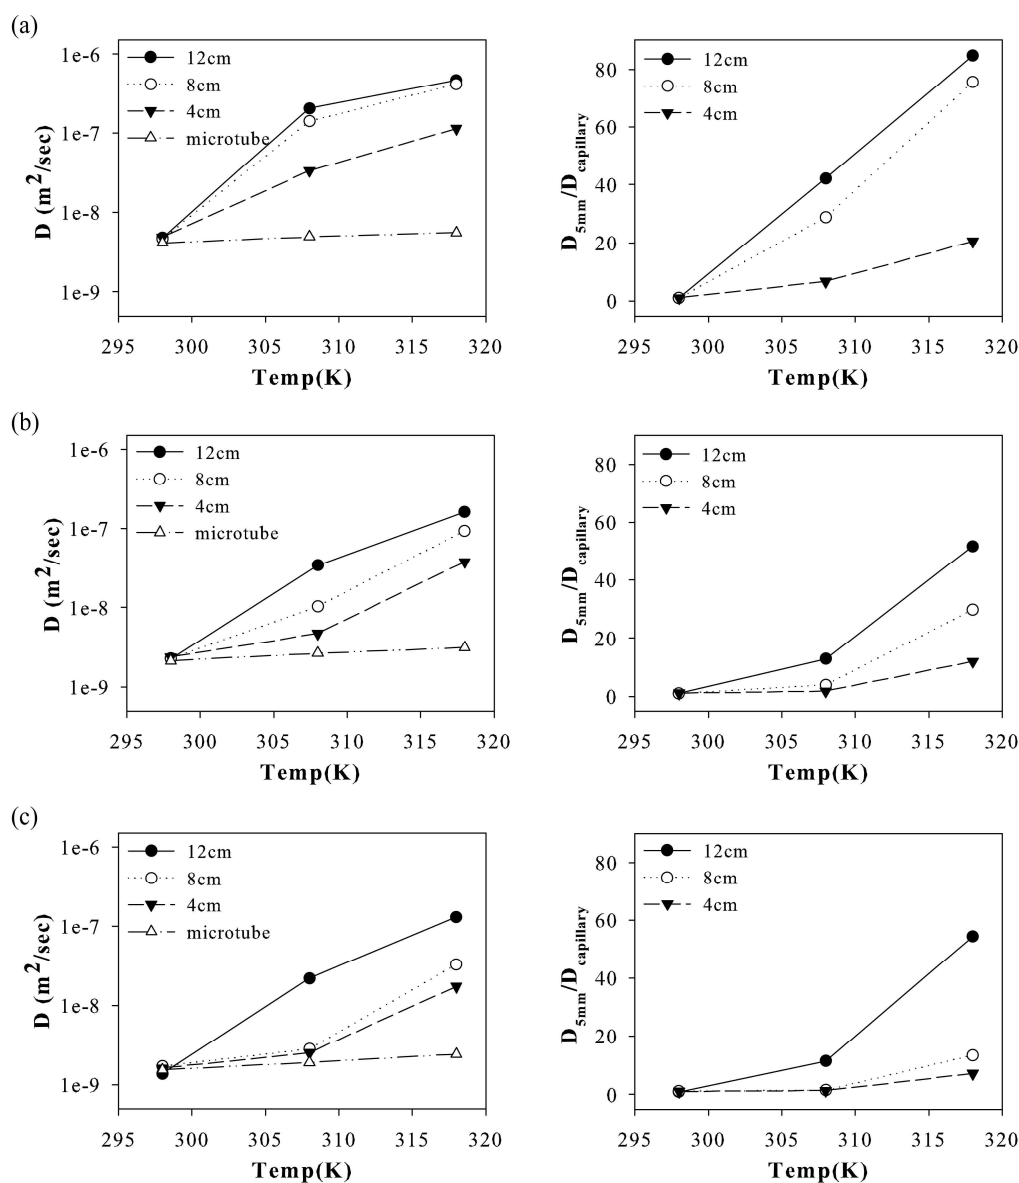 (a)
1e-6
1e-7
1e-8
1e-9
D (m²/sec)
12cm
8cm
4cm
microtube
295 300 305 310 315 320
Temp(K)
80
60
40
20
0
D5mm/Dcapillary
12cm
8cm
4cm
295 300 305 310 315 320
Temp(K)
(b)
1e-6
1e-7
1e-8
1e-9
D (m²/sec)
12cm
8cm
4cm
microtube
295 300 305 310 315 320
Temp(K)
80
60
40
20
0
D5mm/Dcapillary
12cm
8cm
4cm
295 300 305 310 315 320
Temp(K)
(c)
1e-6
1e-7
1e-8
1e-9
D (m²/sec)
12cm
8cm
4cm
microtube
295 300 305 310 315 320
Temp(K)
80
60
40
20
0
D5mm/Dcapillary
12cm
8cm
4cm
295 300 305 310 315 320
Temp(K)